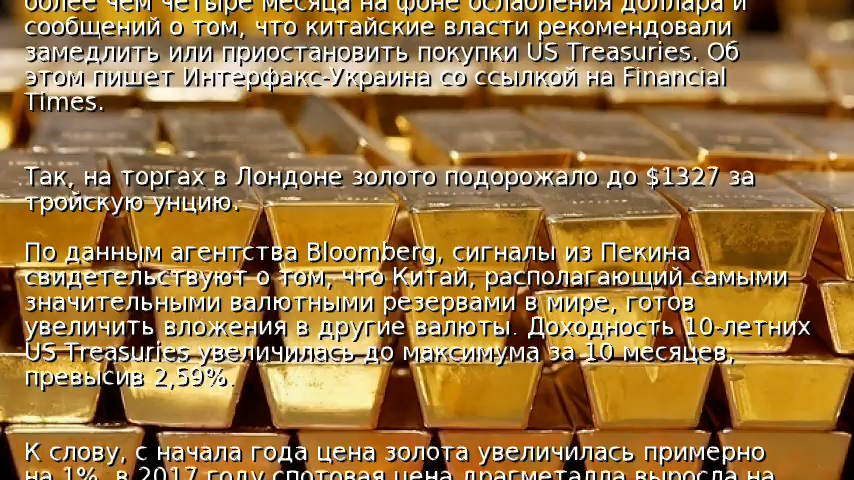 более чем четыре месяца на фоне ослабления доллара и
сообщений о том, что китайские власти рекомендовали
замедлить или приостановить покупки US Treasuries. Об
этом пишет Интерфакс-Украина со ссылкой на Financial
Times.
Так, на торгах в Лондоне золото подорожало до $1327 за
тройскую унцию.
По данным агентства Bloomberg, сигналы из Пекина
свидетельствуют о том, что Китай, располагающий самыми
значительными валютными резервами в мире, готов
увеличить вложения в другие валюты. Доходность 10-летних
US Treasuries увеличилась до максимума за 10 месяцев,
превысив 2,59%.
К слову, с начала года цена золота увеличилась примерно
на 1%, в 2017 году спотовая цена драгметалла выросла на